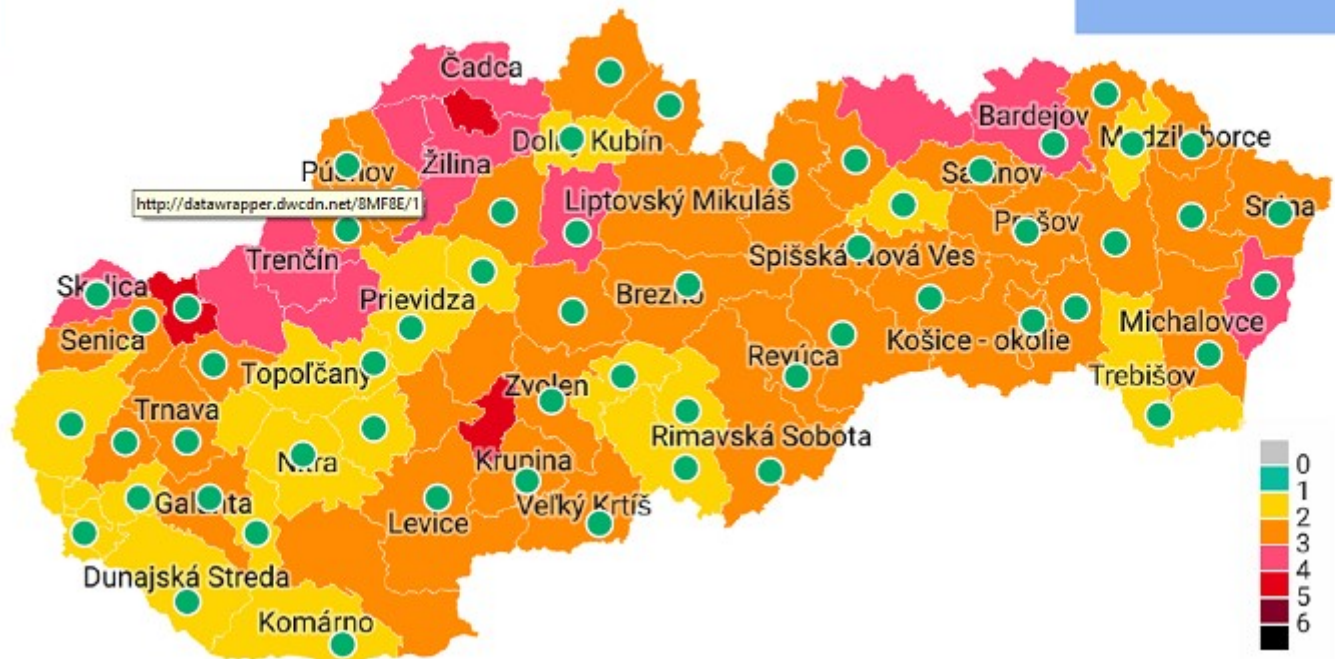 Čadca
Bardejov
Dolný Kubín
Žilina
Púchov
Sabinov
http://datawrapper.dwcdn.net/8MF8E/1
Liptovský Mikuláš
Prešov
Snina
Trenčín
Spišská Nová Ves
Skalica
Prievidza
Brezno
Michalovce
Senica
Košice - okolie
Revúca
Topoľčany
Zvolen
Trebišov
Trnava
Rimavská Sobota
Nitra
Krupina
Galanta
Levice
Veľký Krtíš
Dunajská Streda
Komárno
0
1
2
3
4
5
6